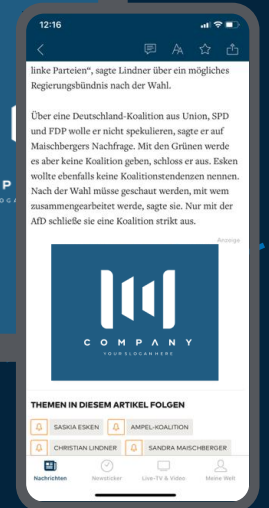 12:16
linke Parteien", sagte Lindner über ein mögliches
Regierungsbündnis nach der Wahl.
Über eine Deutschland-Koalition aus Union, SPD
und FDP wolle er nicht spekulieren, sagte er auf
Maischbergers Nachfrage. Mit den Grünen werde
es aber keine Koalition geben, schloss er aus. Esken
wollte ebenfalls keine Koalitionstendenzen nennen.
Nach der Wahl müsse geschaut werden, mit wem
zusammengearbeitet werde, sagte sie. Nur mit der
AfD schließe sie eine Koalition strikt aus.
Anzeige
COMPANY
YOUR SLOGAN HERE
THEMEN IN DIESEM ARTIKEL FOLGEN
SASKIA ESKEN AMPEL-KOALITION
CHRISTIAN LINDNER SANDRA MAISCHBERGER
Nachrichten Newsticker Live-TV & Video Meine Welt